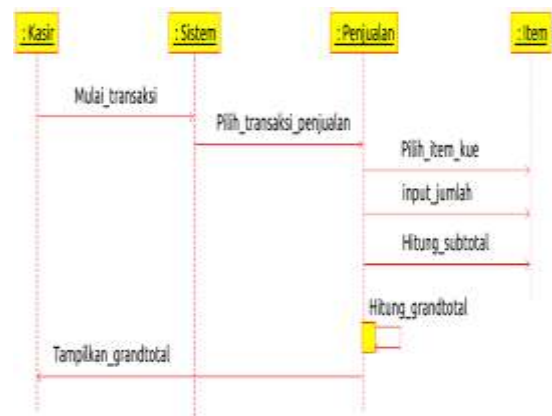 : Kasir
: Sistem
: Penjualan
: Item
Mulai_transaksi
Pilih_transaksi_penjualan
Pilih_item_kue
input_jumlah
Hitung_subtotal
Hitung_grandtotal
Tampilkan_grandtotal